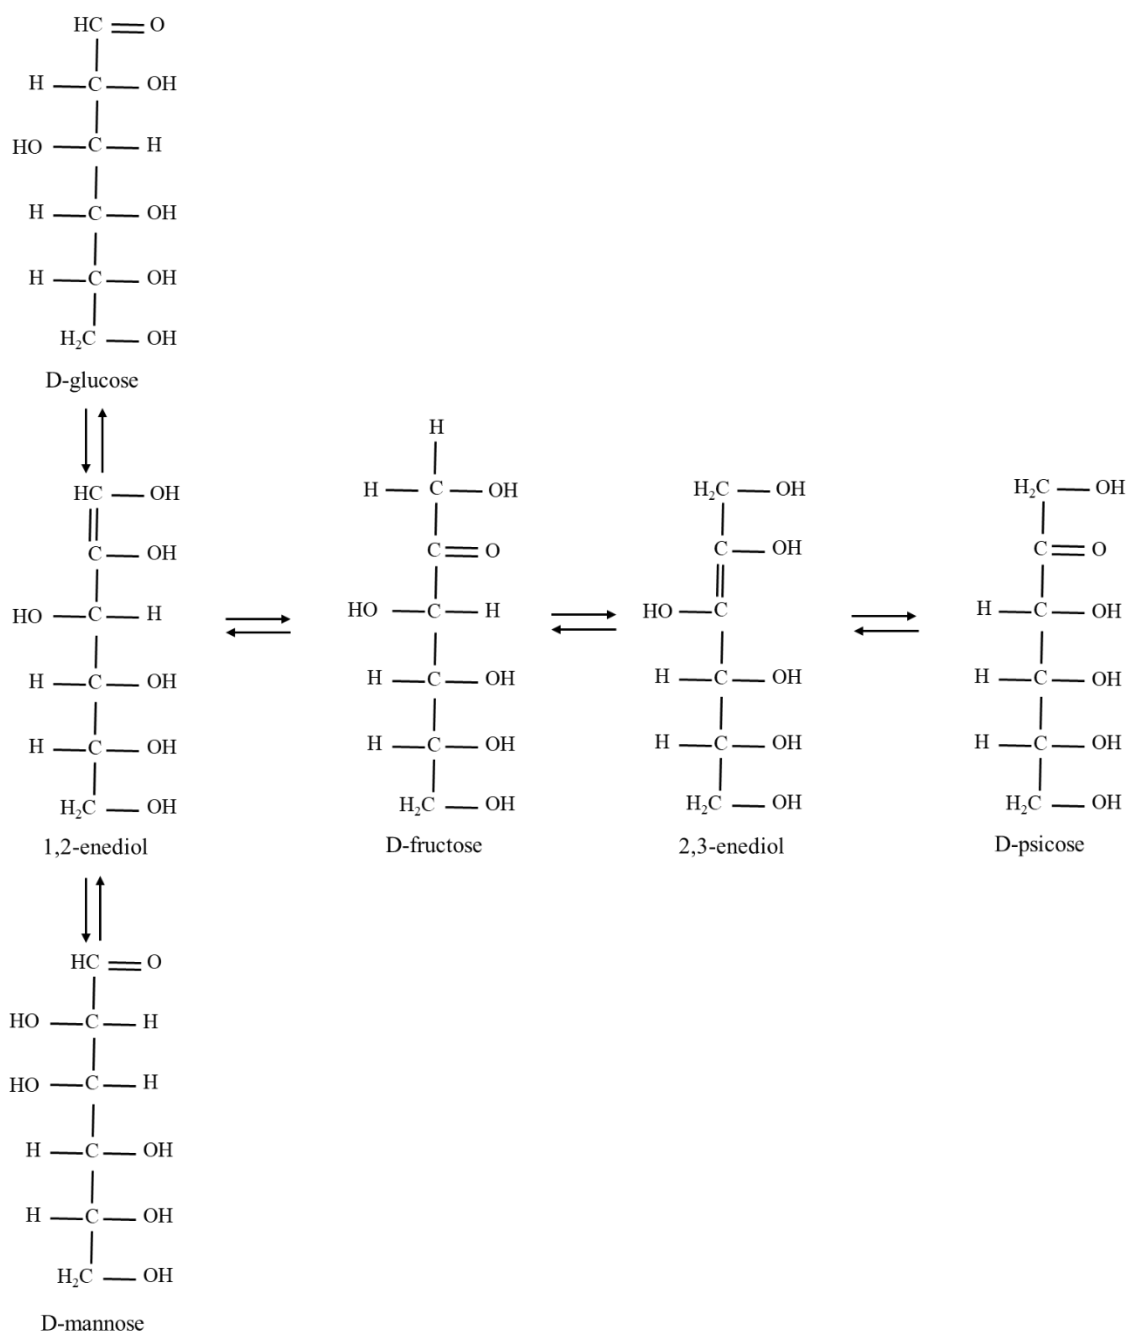 HC O
H C OH
HO C H
H C OH
H C OH
H₂C OH
D-glucose
HC OH
C OH
HO C H
H C OH
H C OH
H₂C OH
1,2-enediol
H
H C OH
C O
HO C H
H C OH
H C OH
H₂C OH
D-fructose
H₂C OH
C OH
HO C
H C OH
H C OH
H₂C OH
2,3-enediol
H₂C OH
C O
H C OH
H C OH
H C OH
H₂C OH
D-psicose
HC O
HO C H
HO C H
H C OH
H C OH
H₂C OH
D-mannose